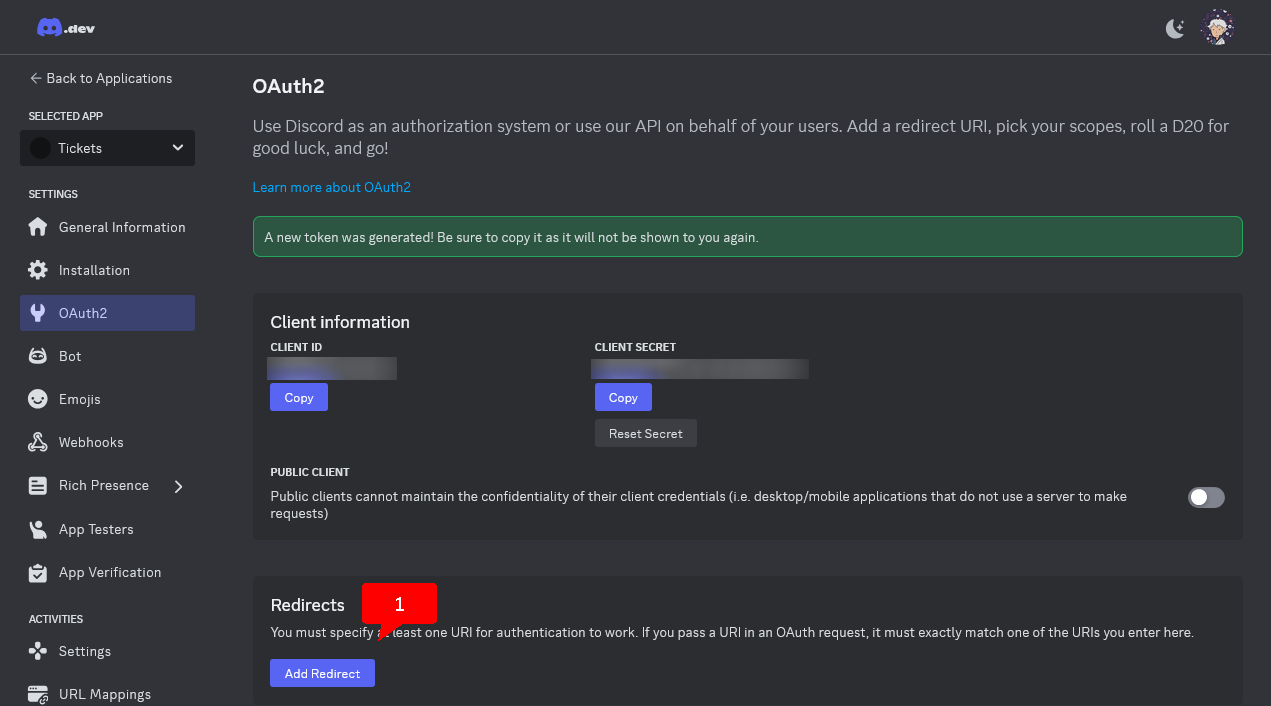 .dev
Back to Applications
SELECTED APP
Tickets
SETTINGS
General Information
Installation
OAuth2
Bot
Emojis
Webhooks
Rich Presence
App Testers
App Verification
ACTIVITIES
Settings
URL Mappings
OAuth2
Use Discord as an authorization system or use our API on behalf of your users. Add a redirect URI, pick your scopes, roll a D20 for
good luck, and go!
Learn more about OAuth2
A new token was generated! Be sure to copy it as it will not be shown to you again.
Client information
CLIENT ID
Copy
CLIENT SECRET
Copy
Reset Secret
PUBLIC CLIENT
Public clients cannot maintain the confidentiality of their client credentials (i.e. desktop/mobile applications that do not use a server to make
requests)
Redirects
1
You must specify at least one URI for authentication to work. If you pass a URI in an OAuth request, it must exactly match one of the URIs you enter here.
Add Redirect